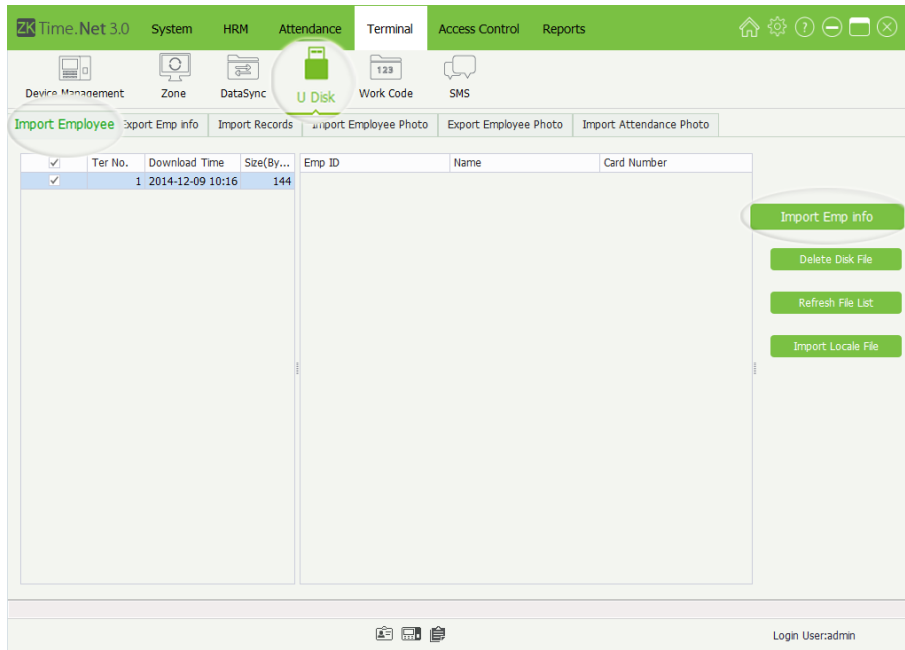 ZK Time.Net 3.0 System HRM Attendance Terminal Access Control Reports
Device Management Zone DataSync U Disk 123 Work Code SMS
Import Employee Export Emp info Import Records Import Employee Photo Export Employee Photo Import Attendance Photo
Ter No. Download Time Size(By... Emp ID Name Card Number
1 2014-12-09 10:16 144
Import Emp info
Delete Disk File
Refresh File List
Import Locale File
Login User:admin